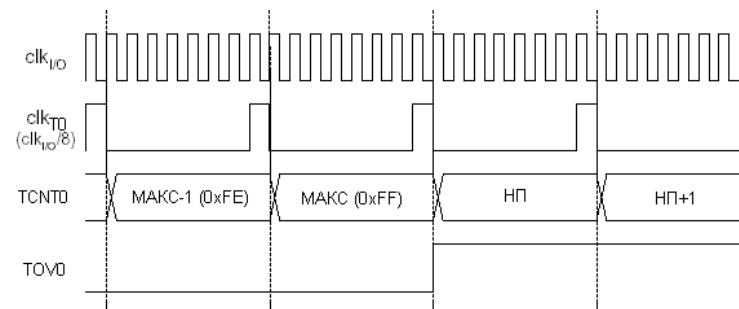 clkI/O
clkT0
(clkI/O/8)
TCNT0 МАКС-1 (0xFE) МАКС (0xFF) НП НП+1
TOV0